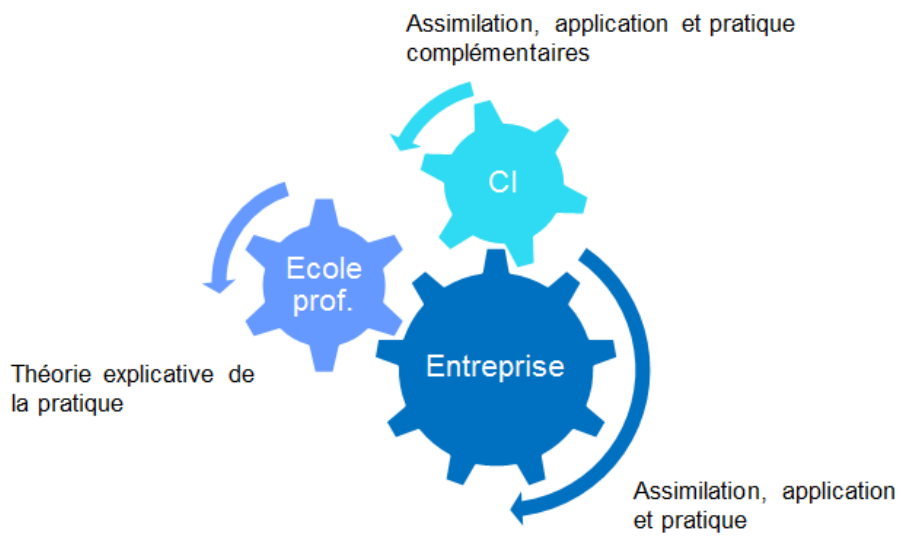 Assimilation, application et pratique
complémentaires
CI
Ecole
prof.
Entreprise
Théorie explicative de
la pratique
Assimilation, application
et pratique